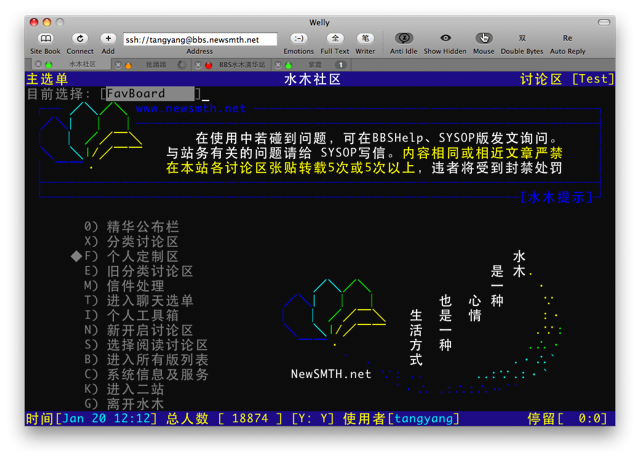 Welly
ssh://tangyang@bbs.newsmth.net
Site Book Connect Add Address Emotions Full Text Writer Anti Idle Show Hidden Mouse Double Bytes Auto Reply
:-) 全 笔 双 Re
水木社区 BBS水木清华站 1
主选单 水木社区 讨论区 [Test]
目前选择: [FavBoard ]
www.newsmth.net
在使用中若碰到问题，可在BBSHelp、SYSOP版发文询问。
与站务有关的问题请给 SYSOP写信。内容相同或相近文章严禁
在本站各讨论区张贴转载5次或5次以上，违者将受到封禁处罚
[水木提示]
0) 精华公布栏
X) 分类讨论区
◆F) 个人定制区
E) 旧分类讨论区
M) 信件处理
T) 进入聊天选单
I) 个人工具箱
N) 新开启讨论区
S) 选择阅读讨论区
B) 进入所有版列表
C) 系统信息及服务
K) 进入二站
G) 离开水木
水木
是一种
心情
也是一种
生活方式
NewSMTH.net
时间[Jan 20 12:12] 总人数 [ 18874 ] [Y: Y] 使用者[tangyang] 停留[ 0:0]